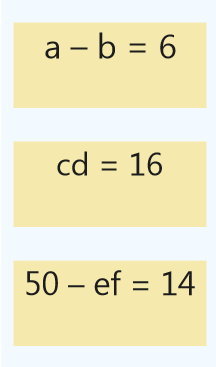 a – b = 6
cd = 16
50 – ef = 14